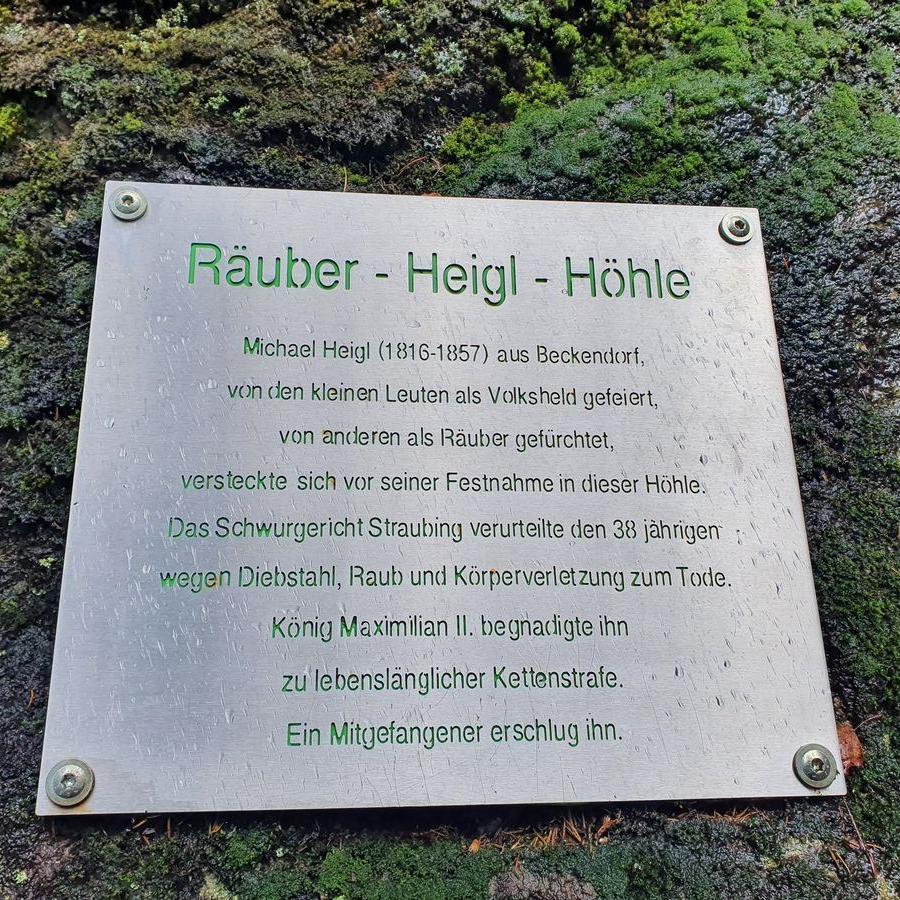 Räuber - Heigl - Höhle
Michael Heigl (1816-1857) aus Beckendorf,
von den kleinen Leuten als Volksheld gefeiert,
von anderen als Räuber gefürchtet,
versteckte sich vor seiner Festnahme in dieser Höhle.
Das Schwurgericht Straubing verurteilte den 38 jährigen
wegen Diebstahl, Raub und Körperverletzung zum Tode.
König Maximilian II. begnadigte ihn
zu lebenslänglicher Kettenstrafe.
Ein Mitgefangener erschlug ihn.